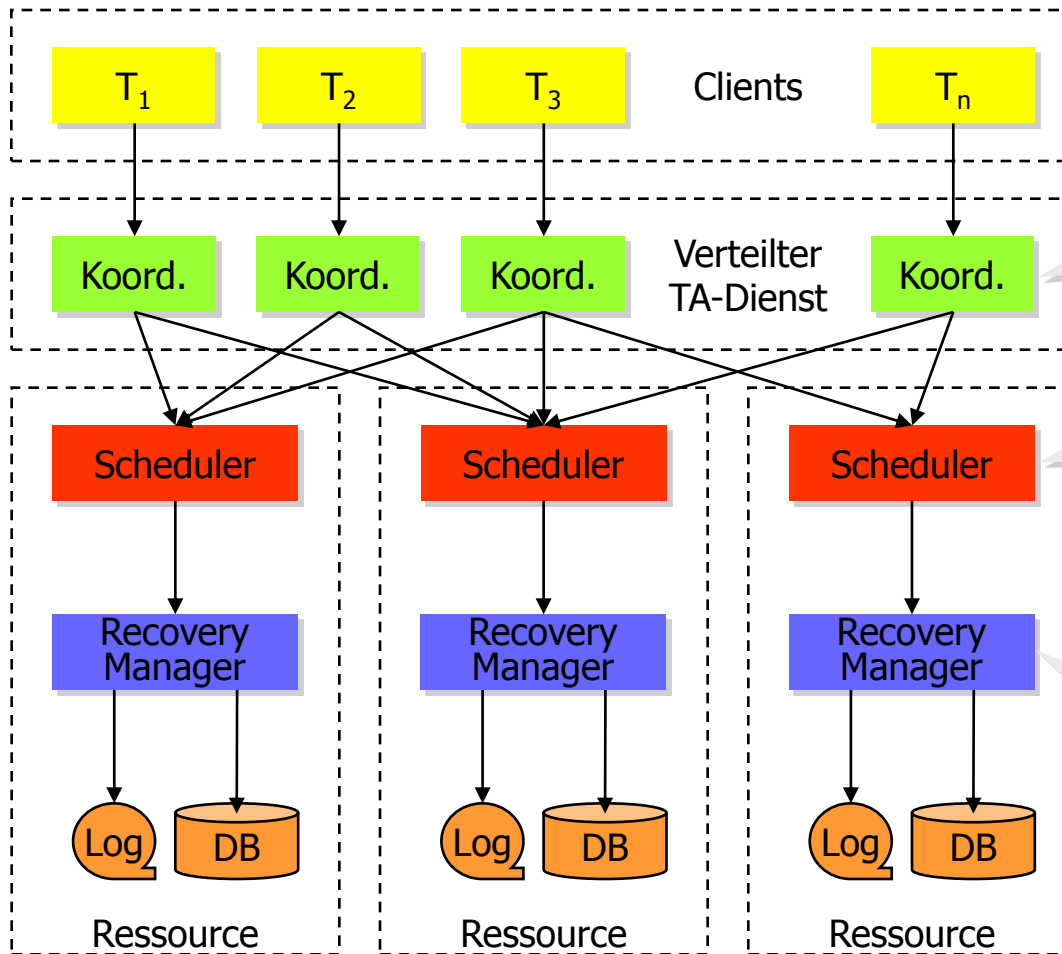 T1 T2 T3 Clients Tn
Koord. Koord. Koord. Verteilter TA-Dienst Koord.
Scheduler Scheduler Scheduler
Recovery Manager Recovery Manager Recovery Manager
Log DB Log DB Log DB
Ressource Ressource Ressource